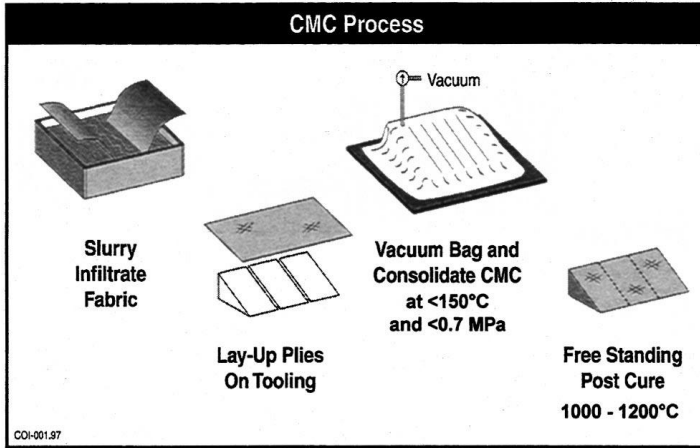 CMC Process
Vacuum
Slurry
Infiltrate
Fabric
Lay-Up Plies
On Tooling
Vacuum Bag and
Consolidate CMC
at <150°C
and <0.7 MPa
Free Standing
Post Cure
1000 - 1200°C
COI-001.97